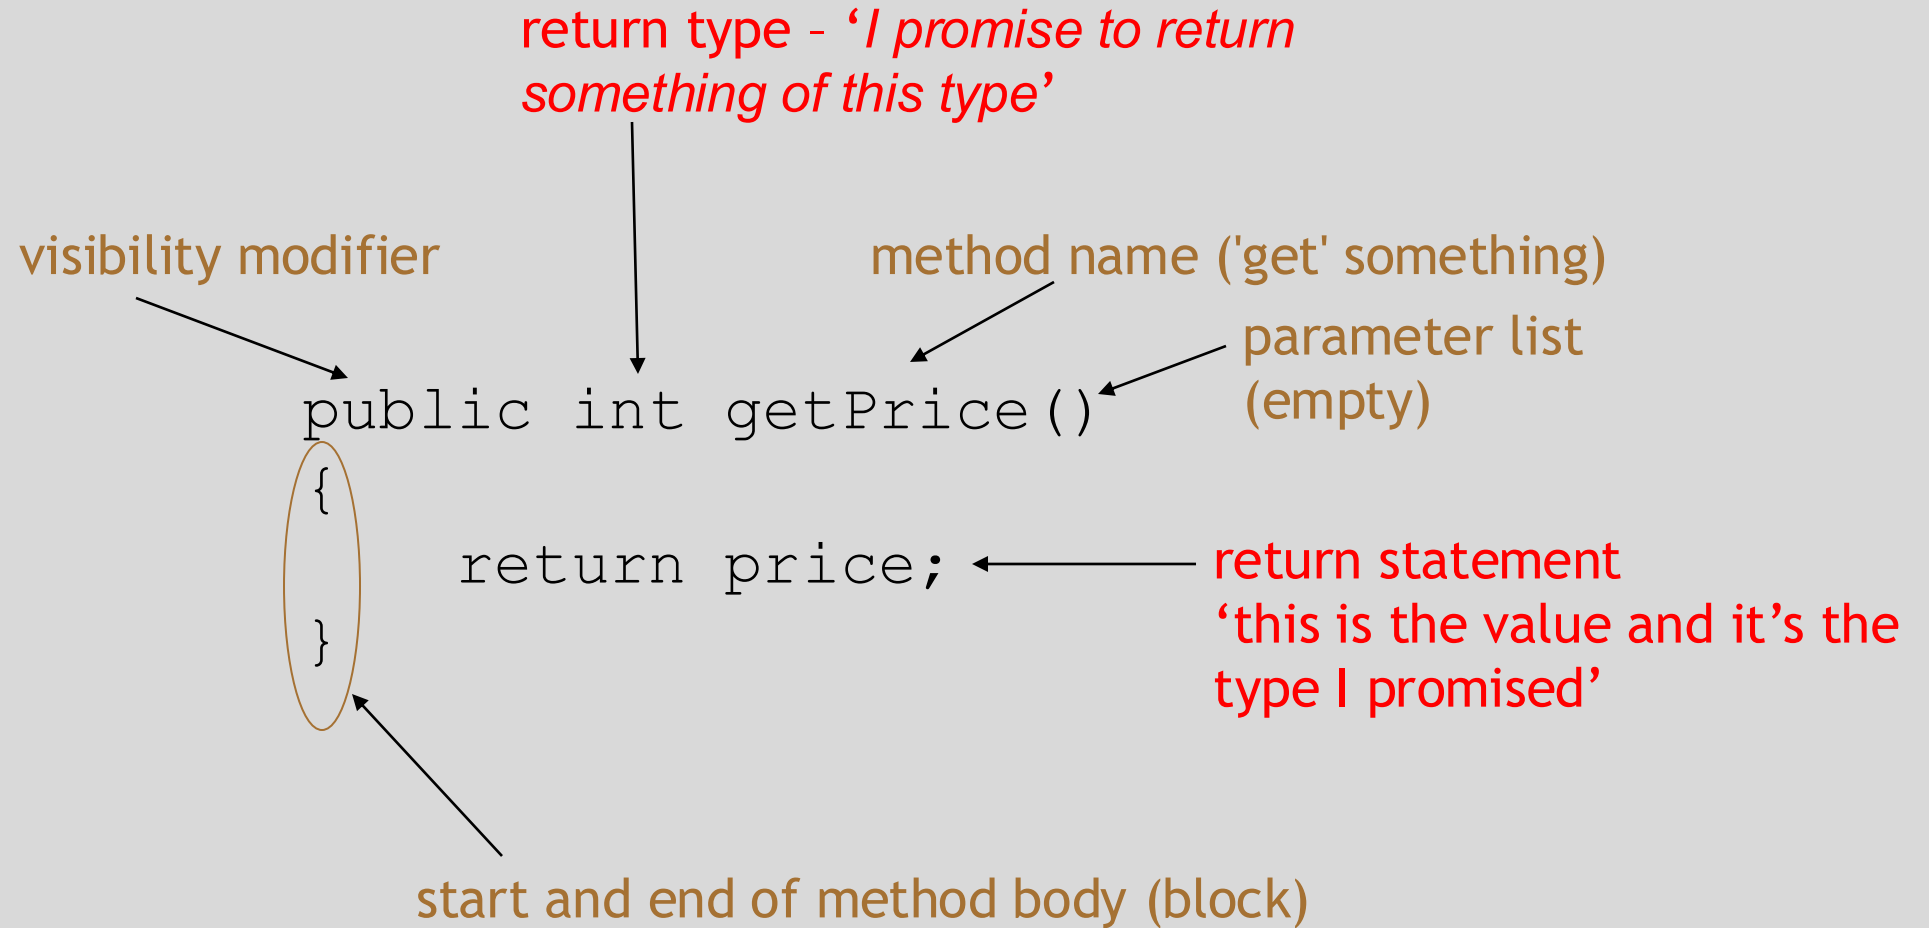 return type – ‘I promise to return
something of this type’
visibility modifier
method name ('get' something)
parameter list
(empty)
public int getPrice()
{
return price;
}
return statement
‘this is the value and it’s the
type I promised’
start and end of method body (block)